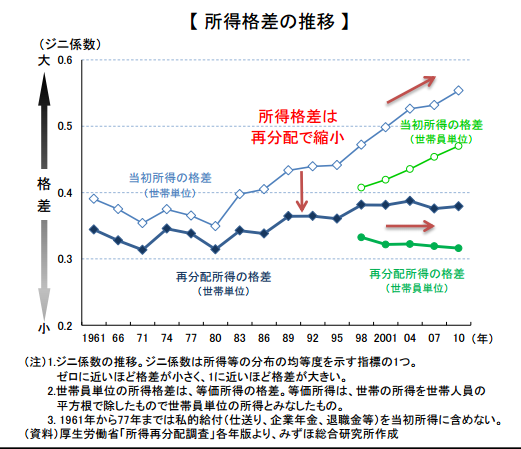 【 所得格差の推移 】
（ジニ係数）
大
0.6
0.5
0.4
0.3
0.2
格
差
小
所得格差は
再分配で縮小
当初所得の格差
（世帯員単位）
当初所得の格差
（世帯単位）
再分配所得の格差
（世帯単位）
再分配所得の格差
（世帯員単位）
1961 66 71 74 77 80 83 86 89 92 95 98 2001 04 07 10 （年）
（注）1.ジニ係数の推移。ジニ係数は所得等の分布の均等度を示す指標の1つ。
ゼロに近いほど格差が小さく、1に近いほど格差が大きい。
2.世帯員単位の所得格差は、等価所得の格差。等価所得は、世帯の所得を世帯人員の
平方根で除したもので世帯員単位の所得とみなしたもの。
3. 1961年から77年までは私的給付（仕送り、企業年金、退職金等）を当初所得に含めない。
（資料）厚生労働省「所得再分配調査」各年版より、みずほ総合研究所作成